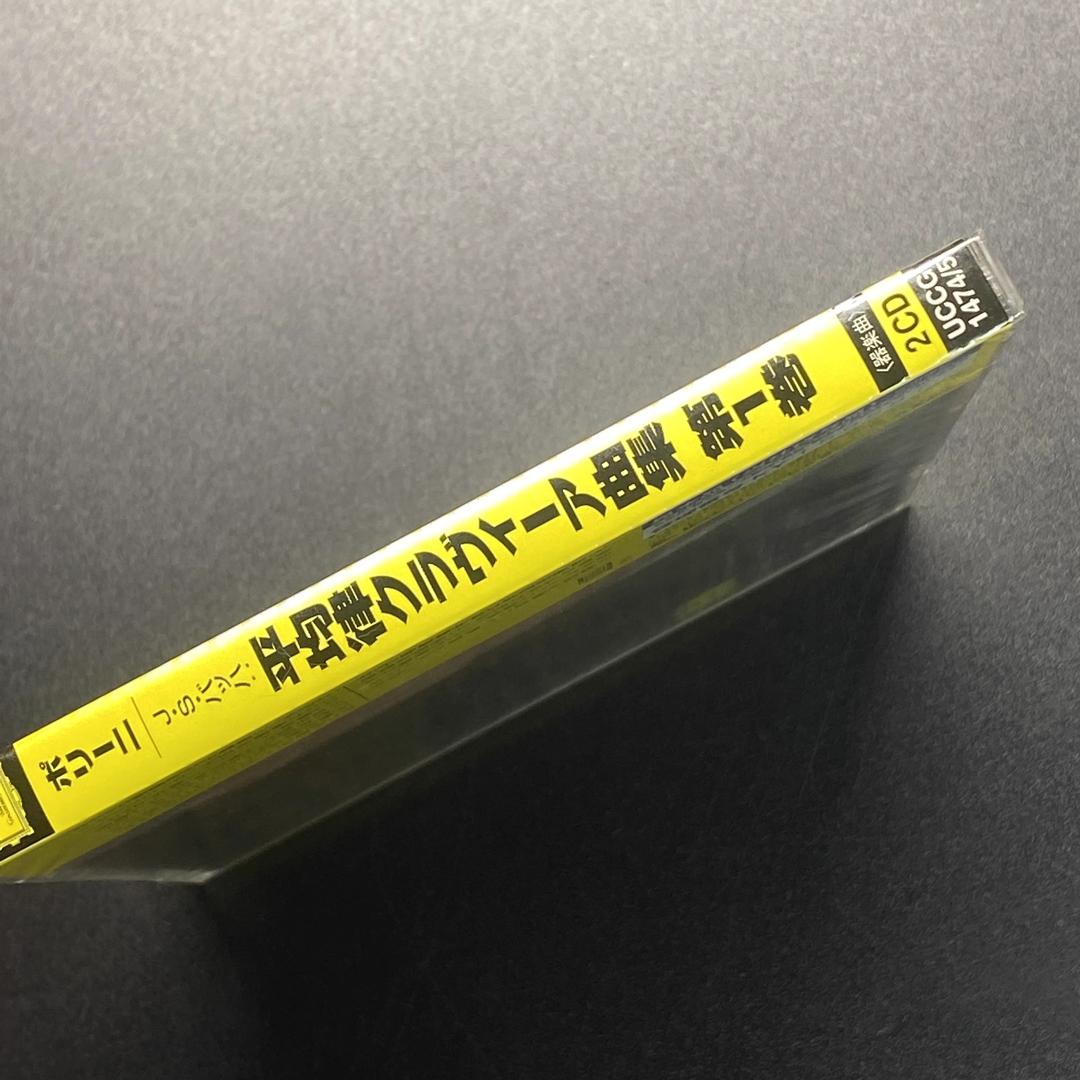 ポリーニ
J・S・バッハ:
平均律クラヴィーア曲集 第1巻
〈器楽曲〉
2CD
UCCG
1474/5